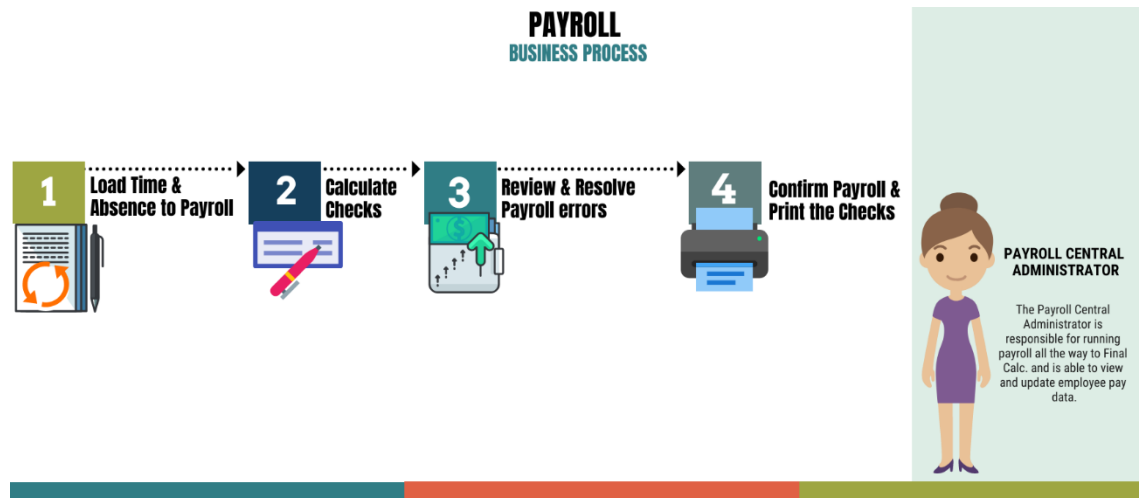 PAYROLL
BUSINESS PROCESS
1
Load Time &
Absence to Payroll
2
Calculate
Checks
3
Review & Resolve
Payroll errors
4
Confirm Payroll &
Print the Checks
PAYROLL CENTRAL
ADMINISTRATOR
The Payroll Central
Administrator is
responsible for running
payroll all the way to Final
Calc. and is able to view
and update employee pay
data.